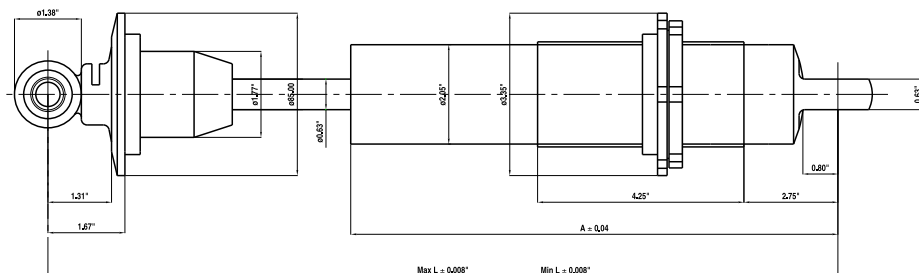 ø1.38"
ø1.77"
ø85.00
ø0.63"
ø2.05"
ø3.35"
0.63"
0.80"
1.31"
4.25"
2.75"
1.67"
A ± 0.04
Max L ± 0.008"
Min L ± 0.008"